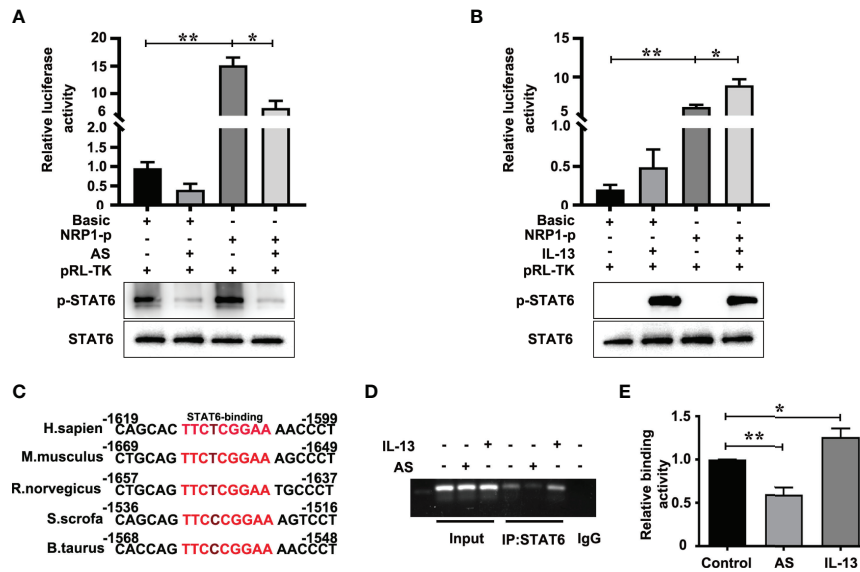 A
Relative luciferase activity
20
15
10
6
2.0
1.0
0.5
0
** *
Basic + + - -
NRP1-p - - + +
AS - + - +
pRL-TK + + + +
p-STAT6
STAT6
B
Relative luciferase activity
15
10
5
1.0
0.5
0.0
** *
Basic + + - -
NRP1-p - - + +
IL-13 - + - +
pRL-TK + + + +
p-STAT6
STAT6
C
-1619 STAT6-binding -1599
H.sapien CAGCAC TTCTCGGAA AACCCT
-1669 -1649
M.musculus CTGCAG TTCTCGGAA AGCCCT
-1657 -1637
R.norvegicus CTGCAG TTCTCGGAA TGCCCT
-1536 -1516
S.scrofa CAGCAG TTCCCGGAA AGTCCT
-1568 -1548
B.taurus CACCAG TTCCCGGAA AACCCT
D
IL-13 - - + - - + -
AS - + - - + - -
Input IP:STAT6 IgG
E
Relative binding activity
1.5
1.0
0.5
0
*
**
Control AS IL-13